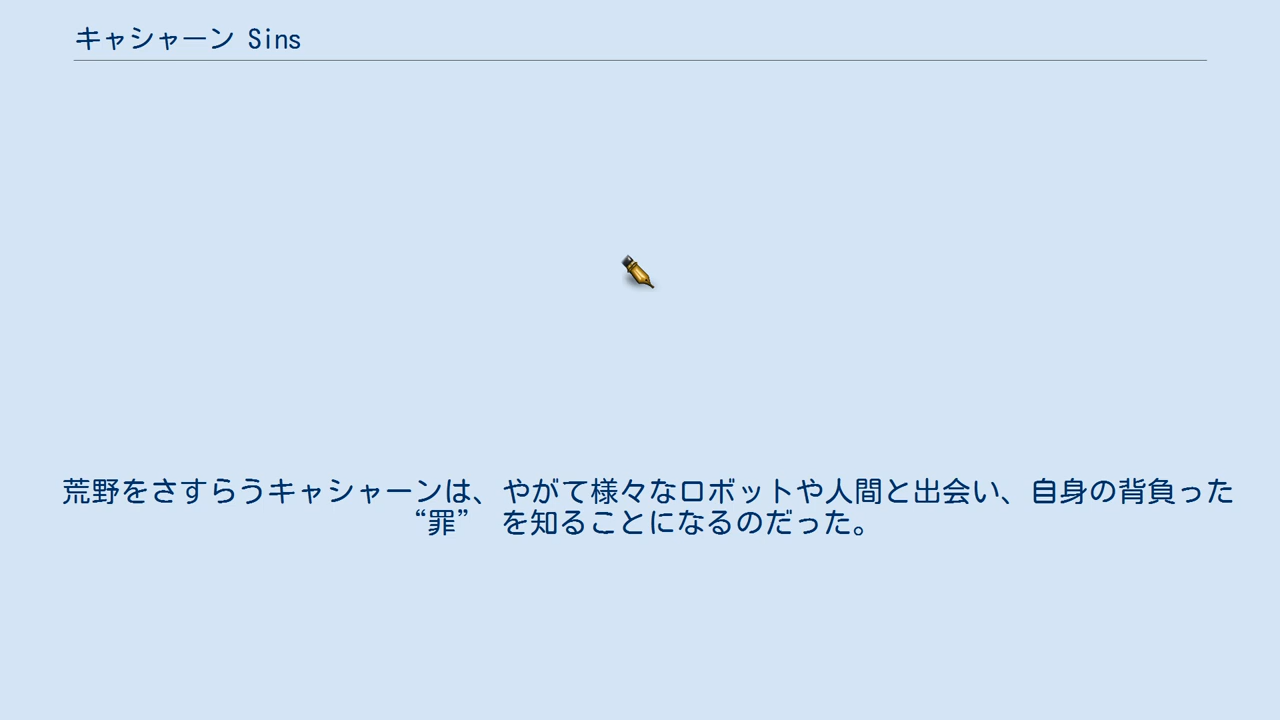 キャシャーン Sins
荒野をさすらうキャシャーンは、やがて様々なロボットや人間と出会い、自身の背負った
“罪”　を知ることになるのだった。